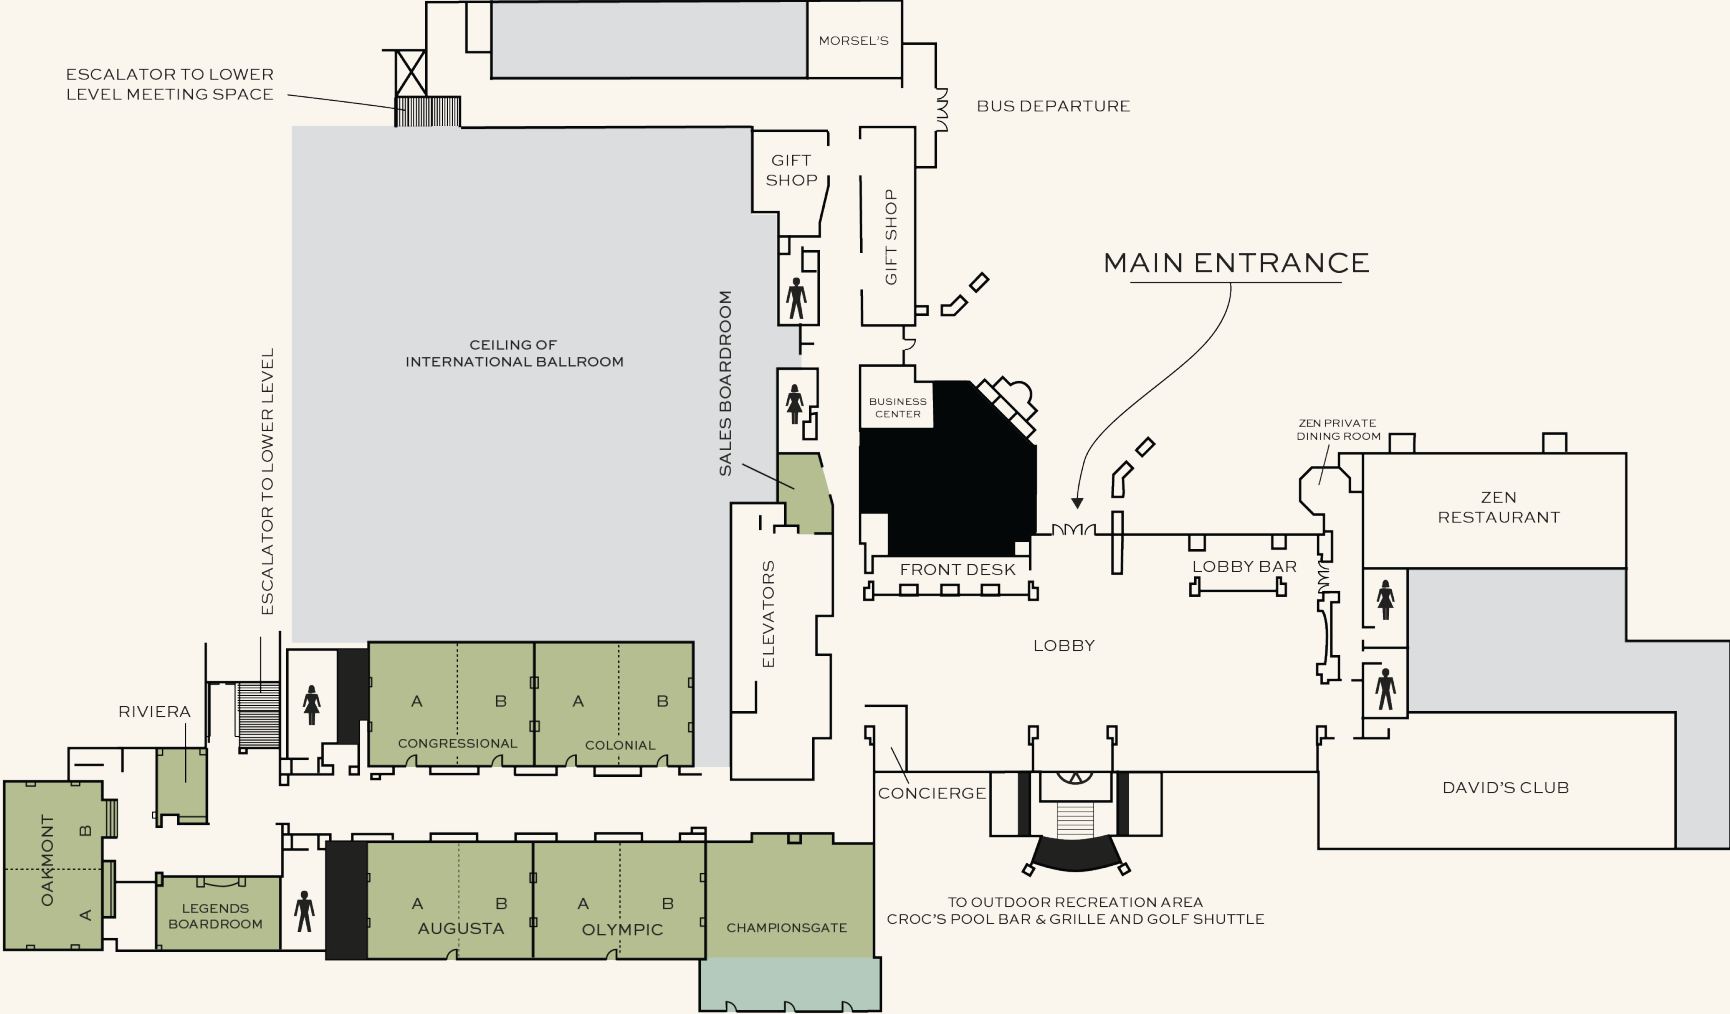 MORSEL'S
ESCALATOR TO LOWER
LEVEL MEETING SPACE
BUS DEPARTURE
GIFT
SHOP
GIFT SHOP
MAIN ENTRANCE
SALES BOARDROOM
CEILING OF
INTERNATIONAL BALLROOM
ESCALATOR TO LOWER LEVEL
BUSINESS
CENTER
ZEN PRIVATE
DINING ROOM
ZEN
RESTAURANT
ELEVATORS
FRONT DESK
LOBBY BAR
LOBBY
RIVIERA
A
B
CONGRESSIONAL
A
B
COLONIAL
CONCIERGE
DAVID'S CLUB
OAKMONT
B
A
LEGENDS
BOARDROOM
A
B
AUGUSTA
A
B
OLYMPIC
CHAMPIONSGATE
TO OUTDOOR RECREATION AREA
CROC'S POOL BAR & GRILLE AND GOLF SHUTTLE